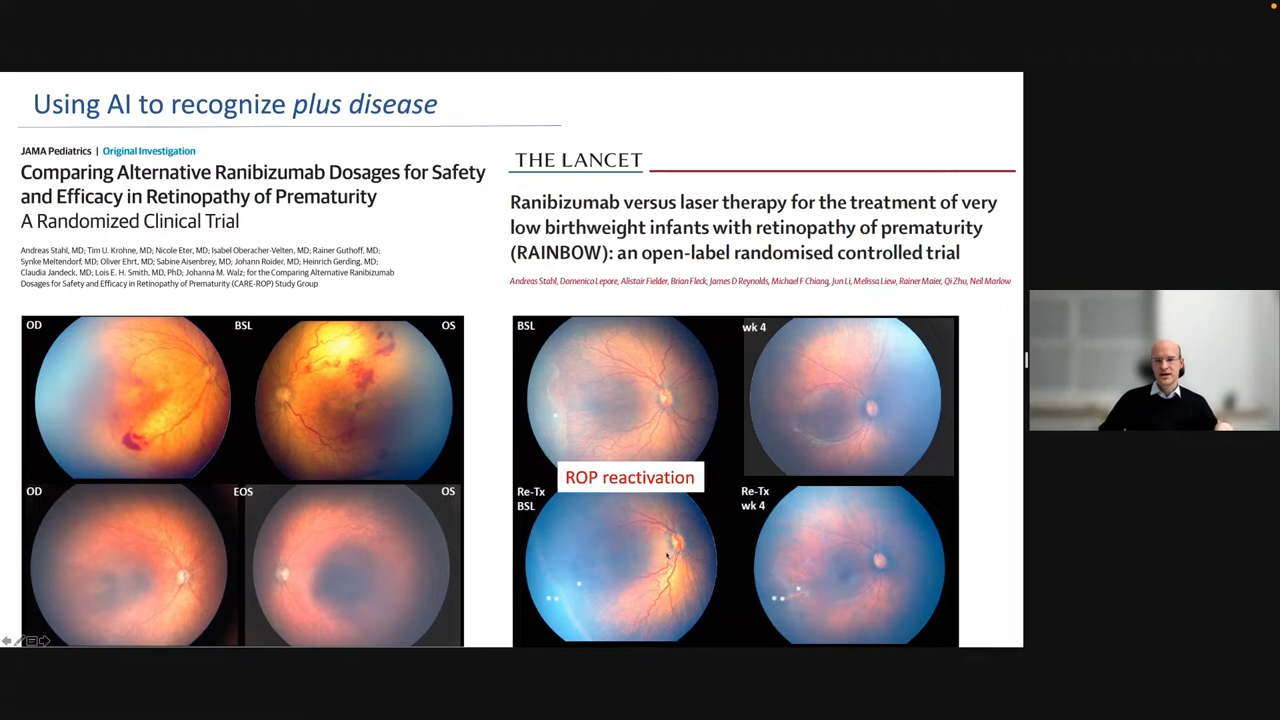 Using AI to recognize plus disease
JAMA Pediatrics | Original Investigation
Comparing Alternative Ranibizumab Dosages for Safety
and Efficacy in Retinopathy of Prematurity
A Randomized Clinical Trial
Andreas Stahl, MD; Tim U. Krohne, MD; Nicole Eter, MD; Isabel Oberacher-Velten, MD; Rainer Guthoff, MD;
Synke Meltendorf, MD; Oliver Ehrt, MD; Sabine Aisenbrey, MD; Johann Roider, MD; Heinrich Gerding, MD;
Claudia Jandeck, MD; Lois E. H. Smith, MD, PhD; Johanna M. Walz; for the Comparing Alternative Ranibizumab
Dosages for Safety and Efficacy in Retinopathy of Prematurity (CARE-ROP) Study Group
OD
BSL
OS
OD
EOS
OS
THE LANCET
Ranibizumab versus laser therapy for the treatment of very
low birthweight infants with retinopathy of prematurity
(RAINBOW): an open-label randomised controlled trial
Andreas Stahl, Domenico Lepore, Alistair Fielder, Brian Fleck, James D Reynolds, Michael F Chiang, Jun Li, Melissa Liew, Rainer Maier, Qi Zhu, Neil Marlow
BSL
wk 4
ROP reactivation
Re-Tx
BSL
Re-Tx
wk 4